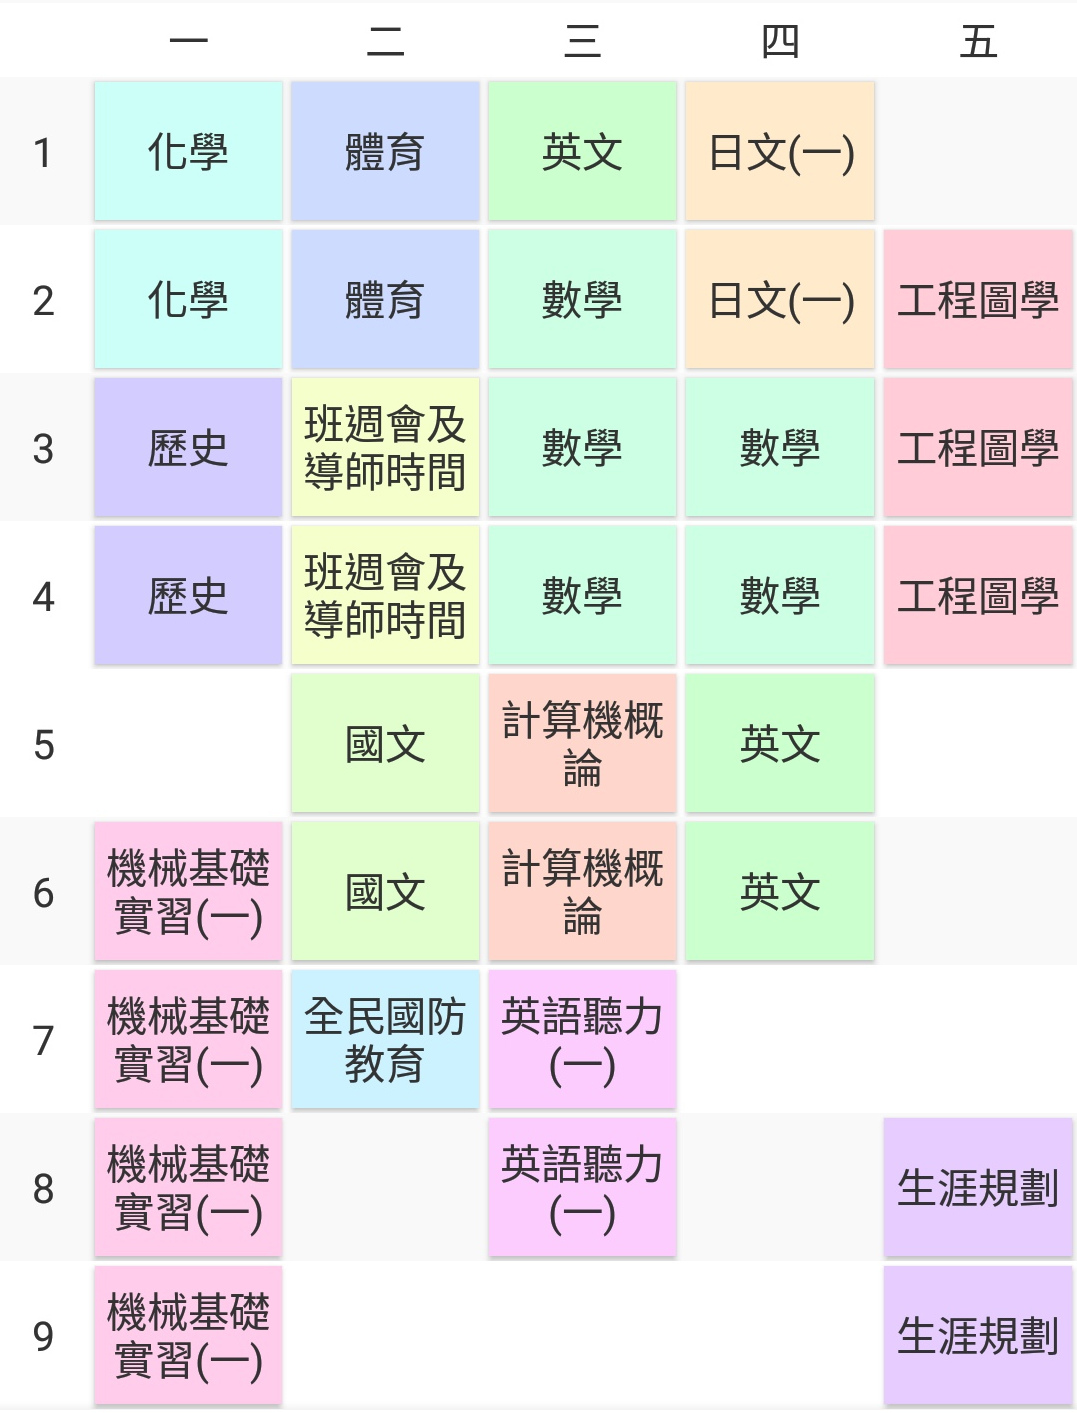 一 二 三 四 五
1 化學 體育 英文 日文(一)
2 化學 體育 數學 日文(一) 工程圖學
3 歷史 班週會及導師時間 數學 數學 工程圖學
4 歷史 班週會及導師時間 數學 數學 工程圖學
5 國文 計算機概論 英文
6 機械基礎實習(一) 國文 計算機概論 英文
7 機械基礎實習(一) 全民國防教育 英語聽力(一)
8 機械基礎實習(一) 英語聽力(一) 生涯規劃
9 機械基礎實習(一) 生涯規劃